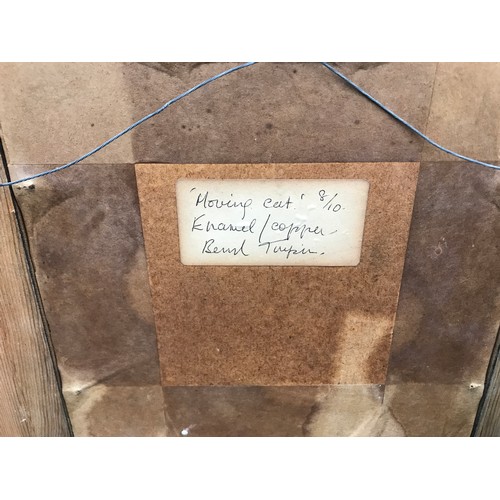 'Moving cat' 8/10.
Enamel/copper.
Beryl Turpin.